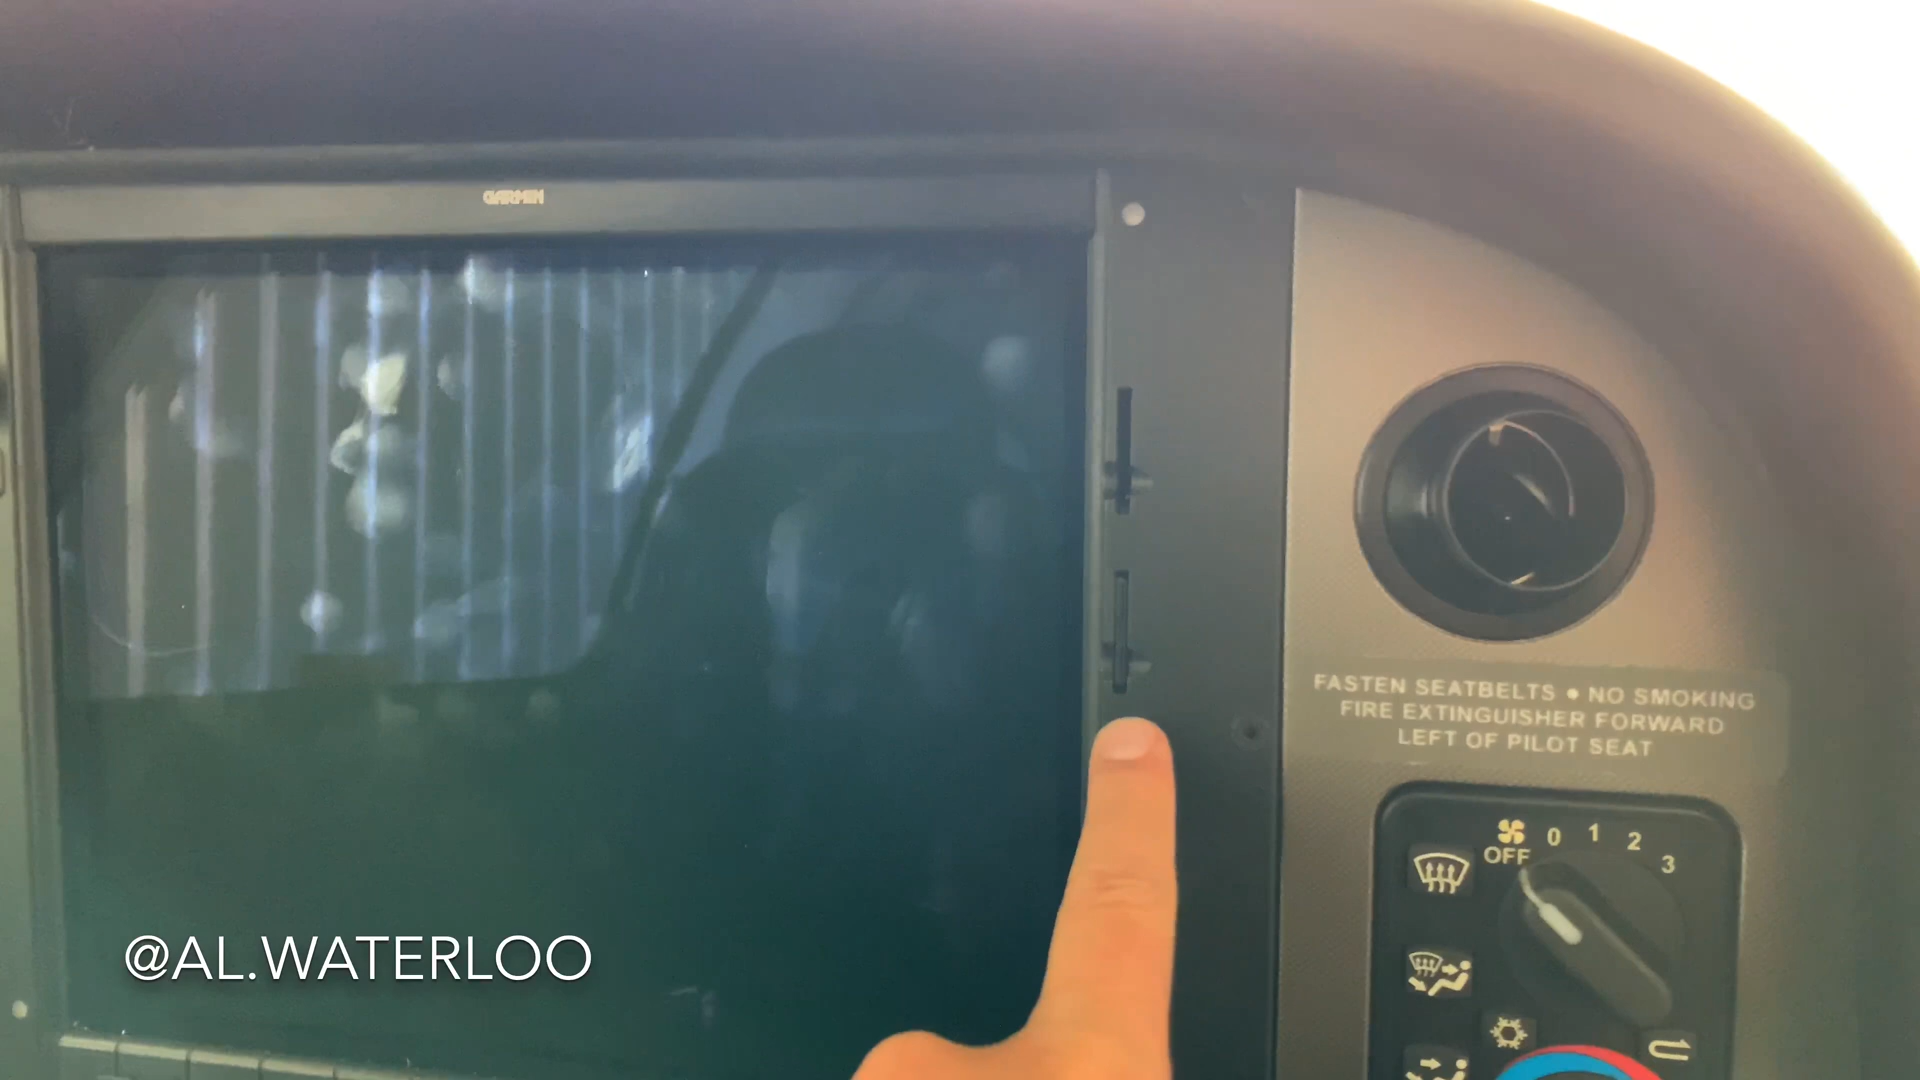 GARMIN
FASTEN SEATBELTS • NO SMOKING
FIRE EXTINGUISHER FORWARD
LEFT OF PILOT SEAT
OFF 0 1 2 3
@AL.WATERLOO